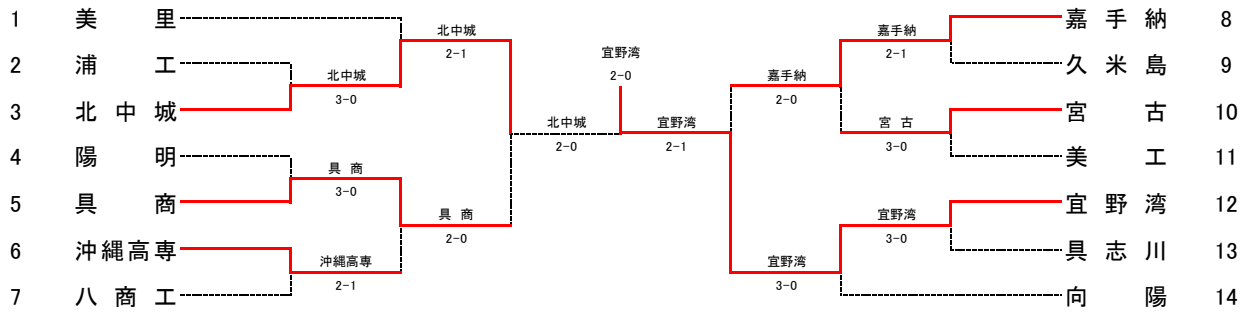 1 美里
2 浦工
3 北中城
4 陽明
5 具商
6 沖縄高専
7 八商工
北中城
3-0
具商
3-0
沖縄高専
2-1
北中城
2-1
具商
2-0
北中城
2-0
宜野湾
2-0
宜野湾
2-1
嘉手納
2-0
宜野湾
3-0
嘉手納
2-1
宮古
3-0
宜野湾
3-0
嘉手納 8
久米島 9
宮古 10
美工 11
宜野湾 12
具志川 13
向陽 14